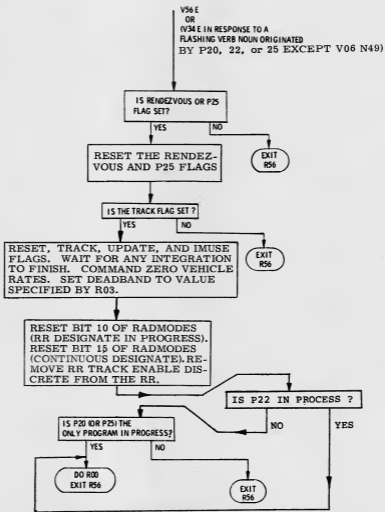 V56 E
OR
(V34 E IN RESPONSE TO A
FLASHING VERB NOUN ORIGINATED
BY P20, 22, or 25 EXCEPT V06 N49)
IS RENDEZVOUS OR P25
FLAG SET?
YES
NO
EXIT
R56
RESET THE RENDEZ-
VOUS AND P25 FLAGS
IS THE TRACK FLAG SET ?
YES
NO
EXIT
R56
RESET, TRACK, UPDATE, AND IMUSE
FLAGS. WAIT FOR ANY INTEGRATION
TO FINISH. COMMAND ZERO VEHICLE
RATES. SET DEADBAND TO VALUE
SPECIFIED BY R03.
RESET BIT 10 OF RADMODES
(RR DESIGNATE IN PROGRESS).
RESET BIT 15 OF RADMODES
(CONTINUOUS DESIGNATE). RE-
MOVE RR TRACK ENABLE DIS-
CRETE FROM THE RR.
IS P22 IN PROCESS ?
NO
YES
IS P20 (OR P25) THE
ONLY PROGRAM IN PROGRESS?
YES
NO
DO R00
EXIT R56
EXIT
R56